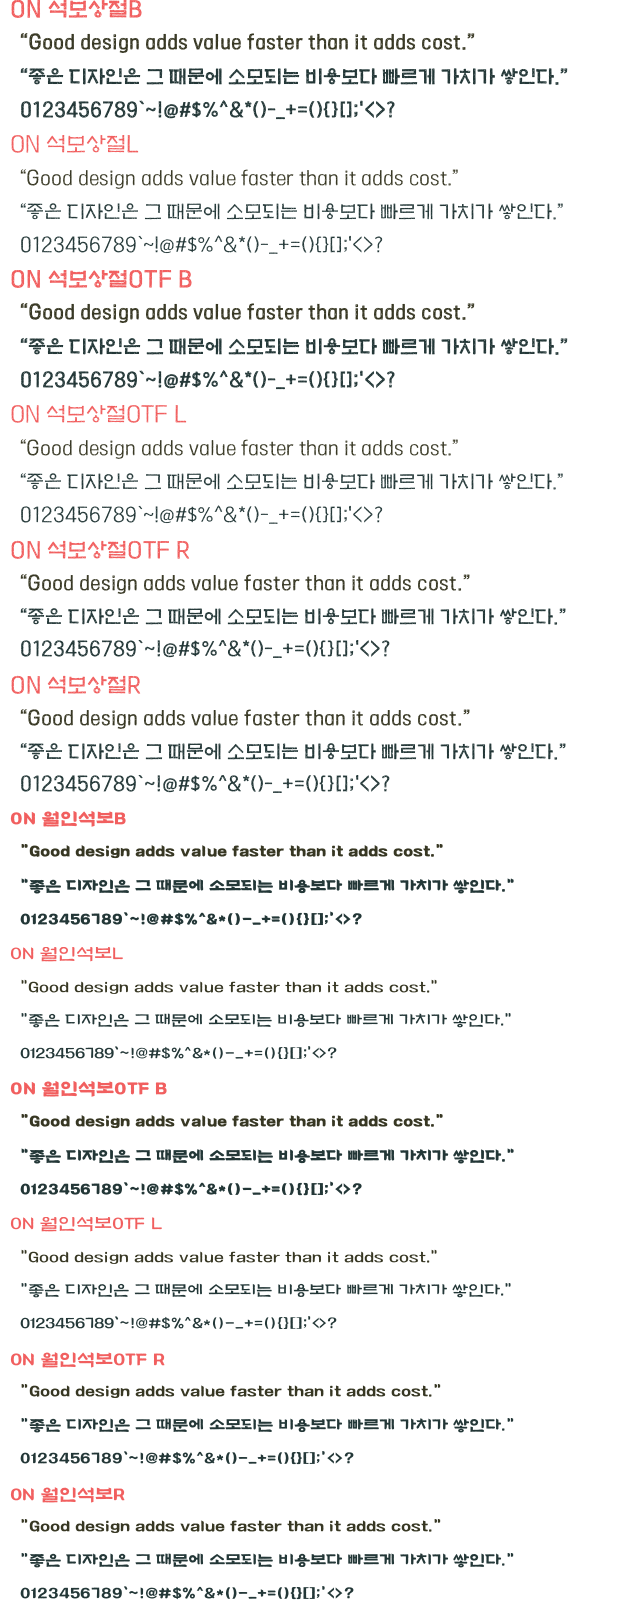 ON 석보상절B
“Good design adds value faster than it adds cost.”
“좋은 디자인은 그 때문에 소모되는 비용보다 빠르게 가치가 쌓인다.”
0123456789`~!@#$%^&*()-_+=(){}[];'<>?
ON 석보상절L
“Good design adds value faster than it adds cost.”
“좋은 디자인은 그 때문에 소모되는 비용보다 빠르게 가치가 쌓인다.”
0123456789`~!@#$%^&*()-_+=(){}[];'<>?
ON 석보상절OTF B
“Good design adds value faster than it adds cost.”
“좋은 디자인은 그 때문에 소모되는 비용보다 빠르게 가치가 쌓인다.”
0123456789`~!@#$%^&*()-_+=(){}[];'<>?
ON 석보상절OTF L
“Good design adds value faster than it adds cost.”
“좋은 디자인은 그 때문에 소모되는 비용보다 빠르게 가치가 쌓인다.”
0123456789`~!@#$%^&*()-_+=(){}[];'<>?
ON 석보상절OTF R
“Good design adds value faster than it adds cost.”
“좋은 디자인은 그 때문에 소모되는 비용보다 빠르게 가치가 쌓인다.”
0123456789`~!@#$%^&*()-_+=(){}[];'<>?
ON 석보상절R
“Good design adds value faster than it adds cost.”
“좋은 디자인은 그 때문에 소모되는 비용보다 빠르게 가치가 쌓인다.”
0123456789`~!@#$%^&*()-_+=(){}[];'<>?
ON 월인석보B
"Good design adds value faster than it adds cost."
"좋은 디자인은 그 때문에 소모되는 비용보다 빠르게 가치가 쌓인다."
0123456789`~!@#$%^&*()-_+=(){}[];'<>?
ON 월인석보L
"Good design adds value faster than it adds cost."
"좋은 디자인은 그 때문에 소모되는 비용보다 빠르게 가치가 쌓인다."
0123456789`~!@#$%^&*()-_+=(){}[];'<>?
ON 월인석보OTF B
"Good design adds value faster than it adds cost."
"좋은 디자인은 그 때문에 소모되는 비용보다 빠르게 가치가 쌓인다."
0123456789`~!@#$%^&*()-_+=(){}[];'<>?
ON 월인석보OTF L
"Good design adds value faster than it adds cost."
"좋은 디자인은 그 때문에 소모되는 비용보다 빠르게 가치가 쌓인다."
0123456789`~!@#$%^&*()-_+=(){}[];'<>?
ON 월인석보OTF R
"Good design adds value faster than it adds cost."
"좋은 디자인은 그 때문에 소모되는 비용보다 빠르게 가치가 쌓인다."
0123456789`~!@#$%^&*()-_+=(){}[];'<>?
ON 월인석보R
"Good design adds value faster than it adds cost."
"좋은 디자인은 그 때문에 소모되는 비용보다 빠르게 가치가 쌓인다."
0123456789`~!@#$%^&*()-_+=(){}[];'<>?